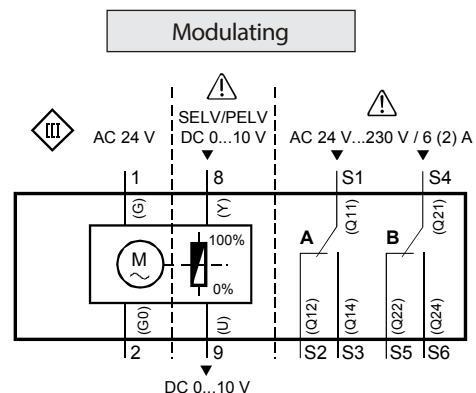 Modulating
III
SELV/PELV
AC 24 V DC 0...10 V AC 24 V...230 V / 6 (2) A
1 8 S1 S4
(G) (Y) (Q11) (Q21)
A B
M
~
100%
0%
(G0) (U) (Q12) (Q14) (Q22) (Q24)
2 9 S2 S3 S5 S6
DC 0...10 V